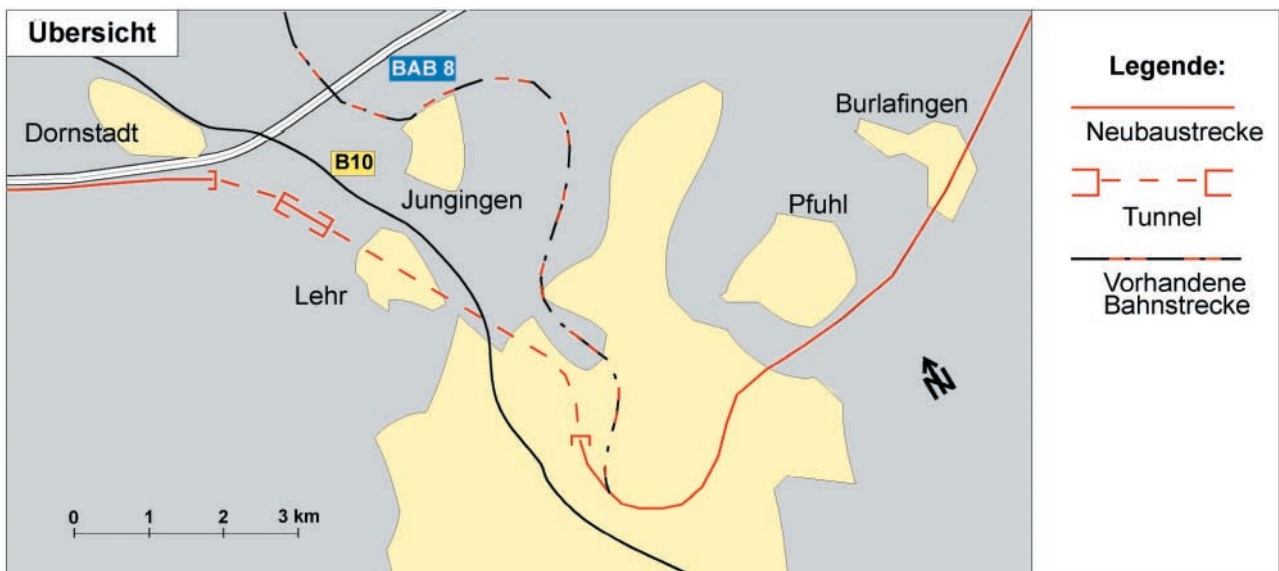 Übersicht
BAB 8
Dornstadt
B10
Jungingen
Lehr
Burlafingen
Pfuhl
N
0 1 2 3 km
Legende:
Neubaustrecke
Tunnel
Vorhandene
Bahnstrecke